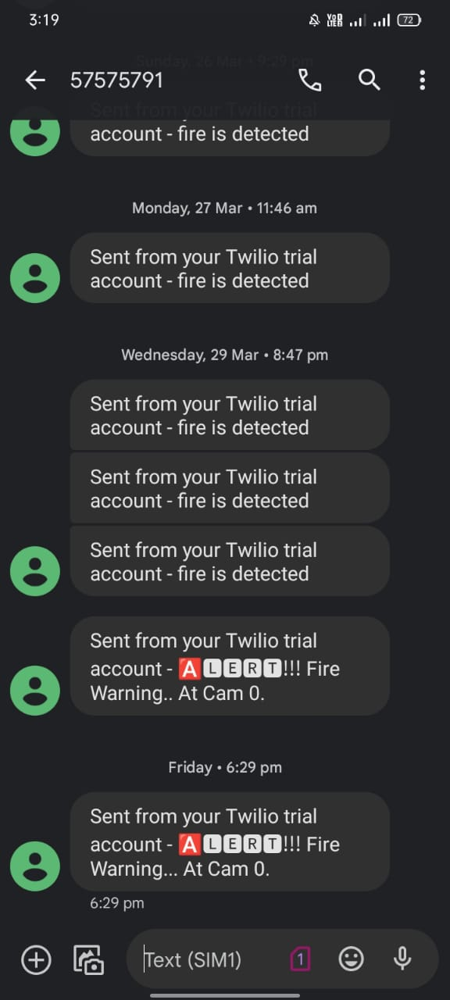 3:19
VoLTE
72
Sunday, 26 Mar • 9:29 pm
57575791
Sent from your Twilio trial
account - fire is detected
Monday, 27 Mar • 11:46 am
Sent from your Twilio trial
account - fire is detected
Wednesday, 29 Mar • 8:47 pm
Sent from your Twilio trial
account - fire is detected
Sent from your Twilio trial
account - fire is detected
Sent from your Twilio trial
account - fire is detected
Sent from your Twilio trial
account - 🅰🅻🅴🆁🆃!!! Fire
Warning.. At Cam 0.
Friday • 6:29 pm
Sent from your Twilio trial
account - 🅰🅻🅴🆁🆃!!! Fire
Warning... At Cam 0.
6:29 pm
Text (SIM1)
1